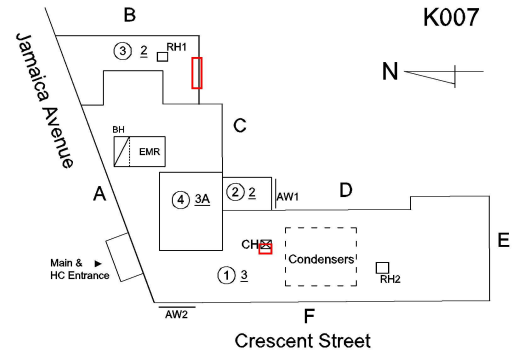 K007
B
N
Jamaica Avenue
3 2
RH1
C
BH
EMR
A
4 3A
2 2
AW1
D
E
CH
Condensers
Main &
HC Entrance
1 3
RH2
AW2
F
Crescent Street